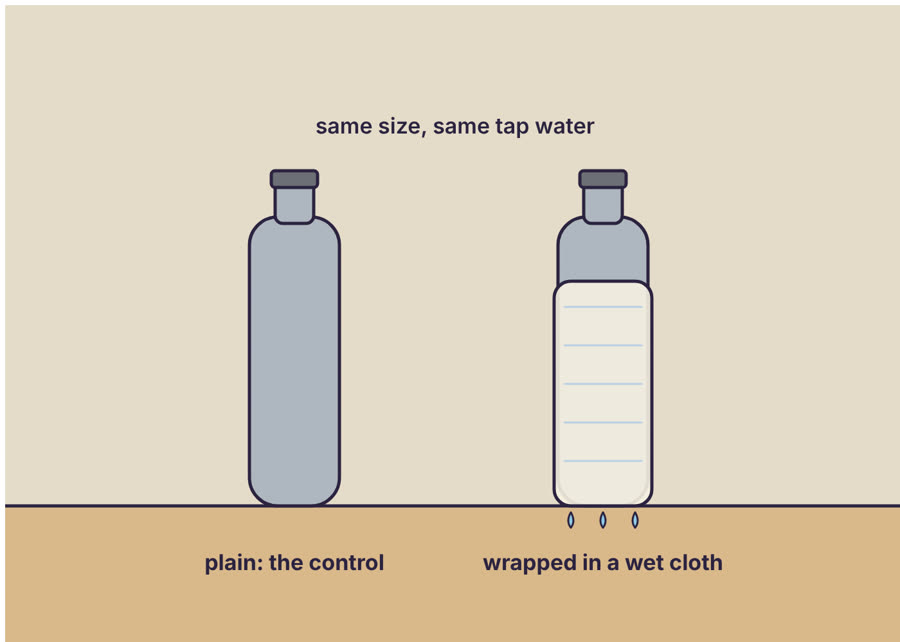 same size, same tap water
plain: the control
wrapped in a wet cloth